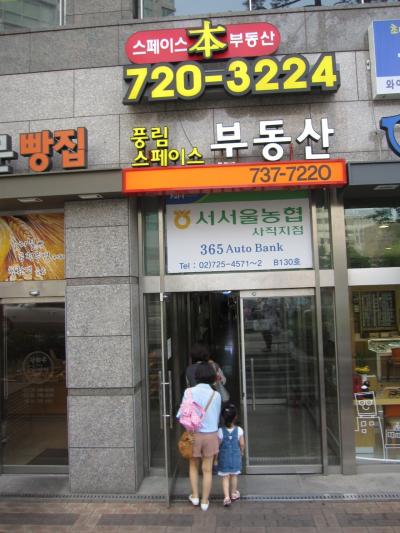 스페이스 本 부동산
720-3224
풍림
스페이스 부동산
737-7220
빵집
서서울농협
사직지점
365 Auto Bank
Tel : 02)725-4571~2 B130호